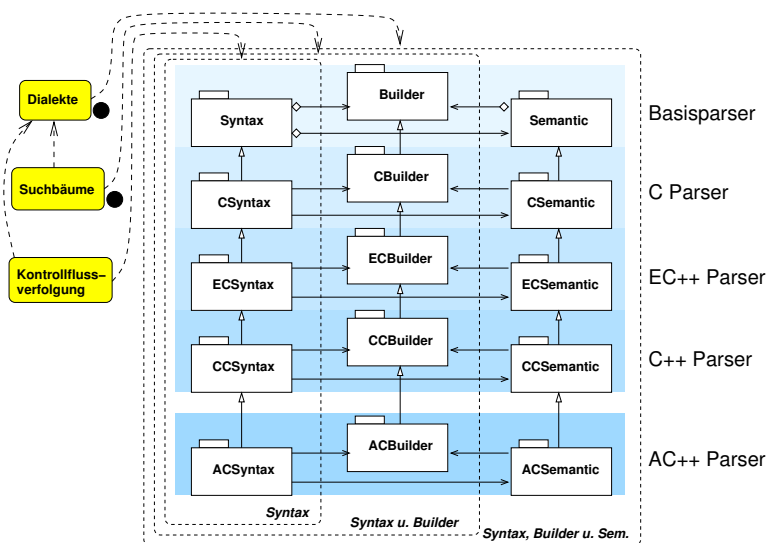 Dialekte
Suchbäume
Kontrollfluss–
verfolgung
Builder
Syntax
Semantic
Basisparser
CBuilder
CSyntax
CSemantic
C Parser
ECBuilder
ECSyntax
ECSemantic
EC++ Parser
CCBuilder
CCSyntax
CCSemantic
C++ Parser
ACBuilder
ACSyntax
ACSemantic
AC++ Parser
Syntax
Syntax u. Builder
Syntax, Builder u. Sem.